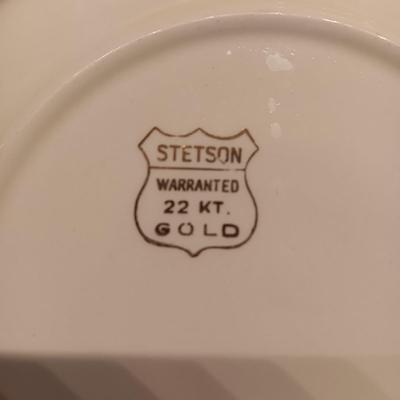 STETSON
WARRANTED
22 KT.
GOLD